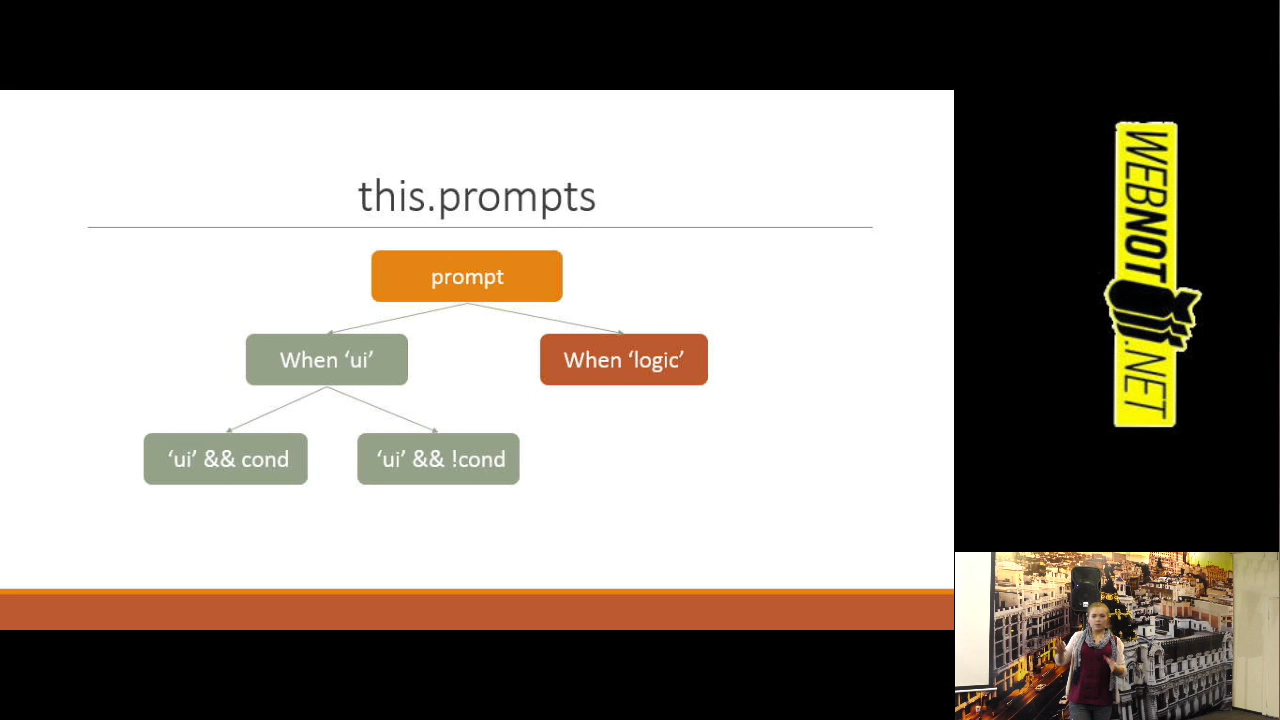 this.prompts
prompt
When ‘ui’
When ‘logic’
‘ui’ && cond
‘ui’ && !cond
WEBNOT
.NET